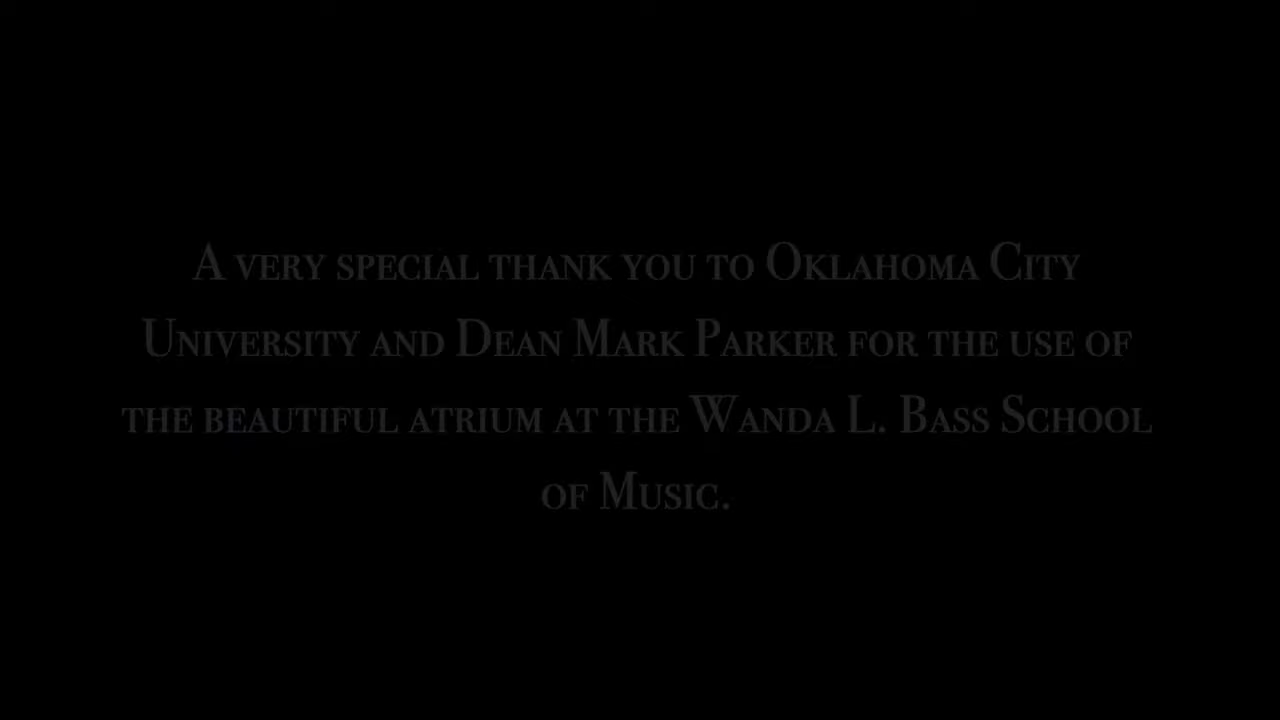 A very special thank you to Oklahoma City
University and Dean Mark Parker for the use of
the beautiful atrium at the Wanda L. Bass School
of Music.